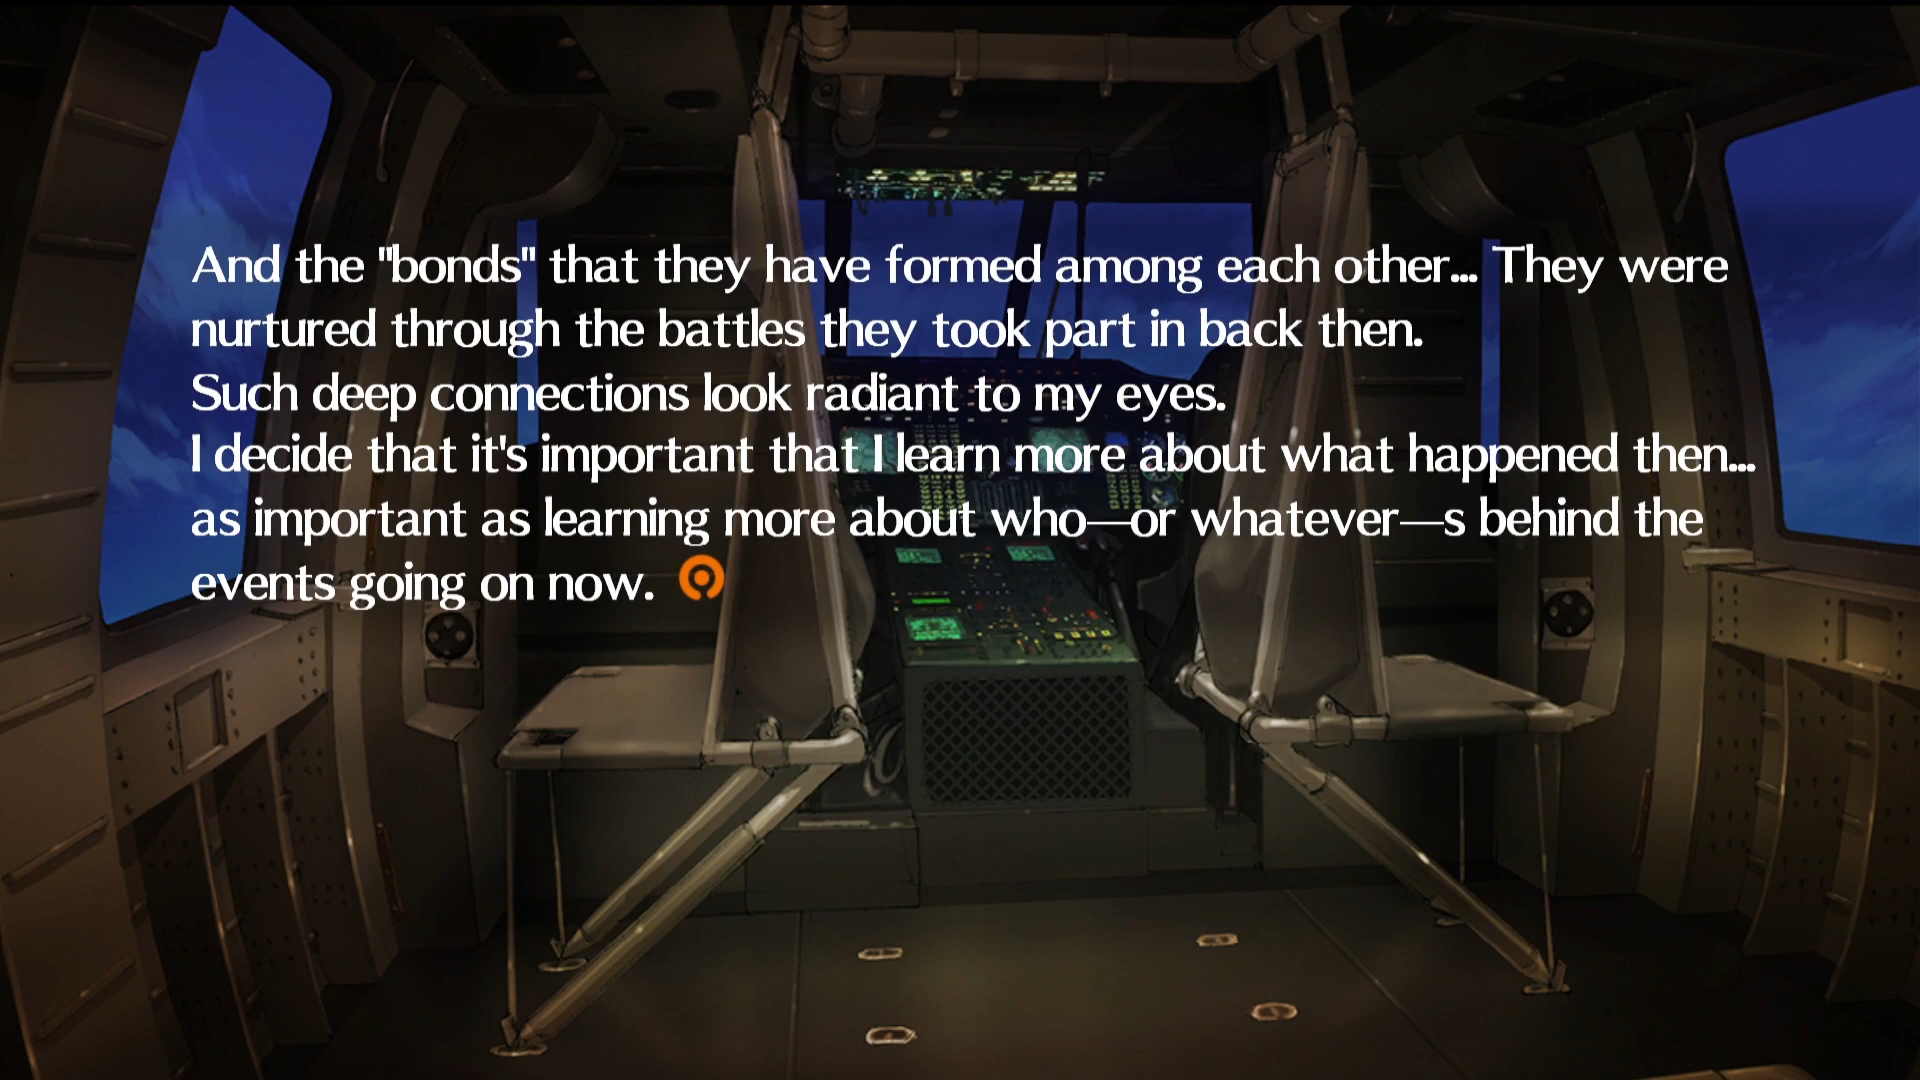 And the "bonds" that they have formed among each other... They were
nurtured through the battles they took part in back then.
Such deep connections look radiant to my eyes.
I decide that it's important that I learn more about what happened then...
as important as learning more about who—or whatever—s behind the
events going on now.